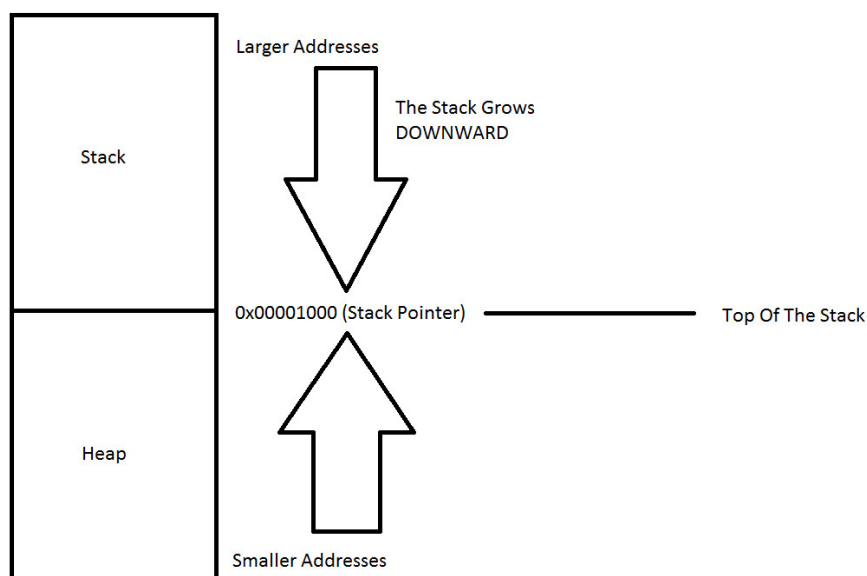 Larger Addresses
The Stack Grows
DOWNWARD
Stack
0x00001000 (Stack Pointer)
Top Of The Stack
Heap
Smaller Addresses